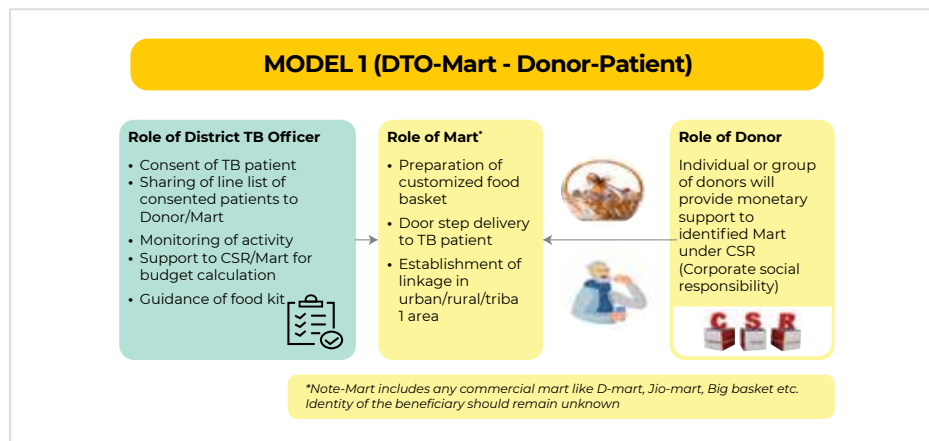 MODEL 1 (DTO-Mart - Donor-Patient)
Role of District TB Officer
• Consent of TB patient
• Sharing of line list of
consented patients to
Donor/Mart
• Monitoring of activity
• Support to CSR/Mart for
budget calculation
• Guidance of food kit
Role of Mart*
• Preparation of
customized food
basket
• Door step delivery
to TB patient
• Establishment of
linkage in
urban/rural/triba
1 area
Role of Donor
Individual or group
of donors will
provide monetary
support to
identified Mart
under CSR
(Corporate social
responsibility)
C S R
*Note-Mart includes any commercial mart like D-mart, Jio-mart, Big basket etc.
Identity of the beneficiary should remain unknown